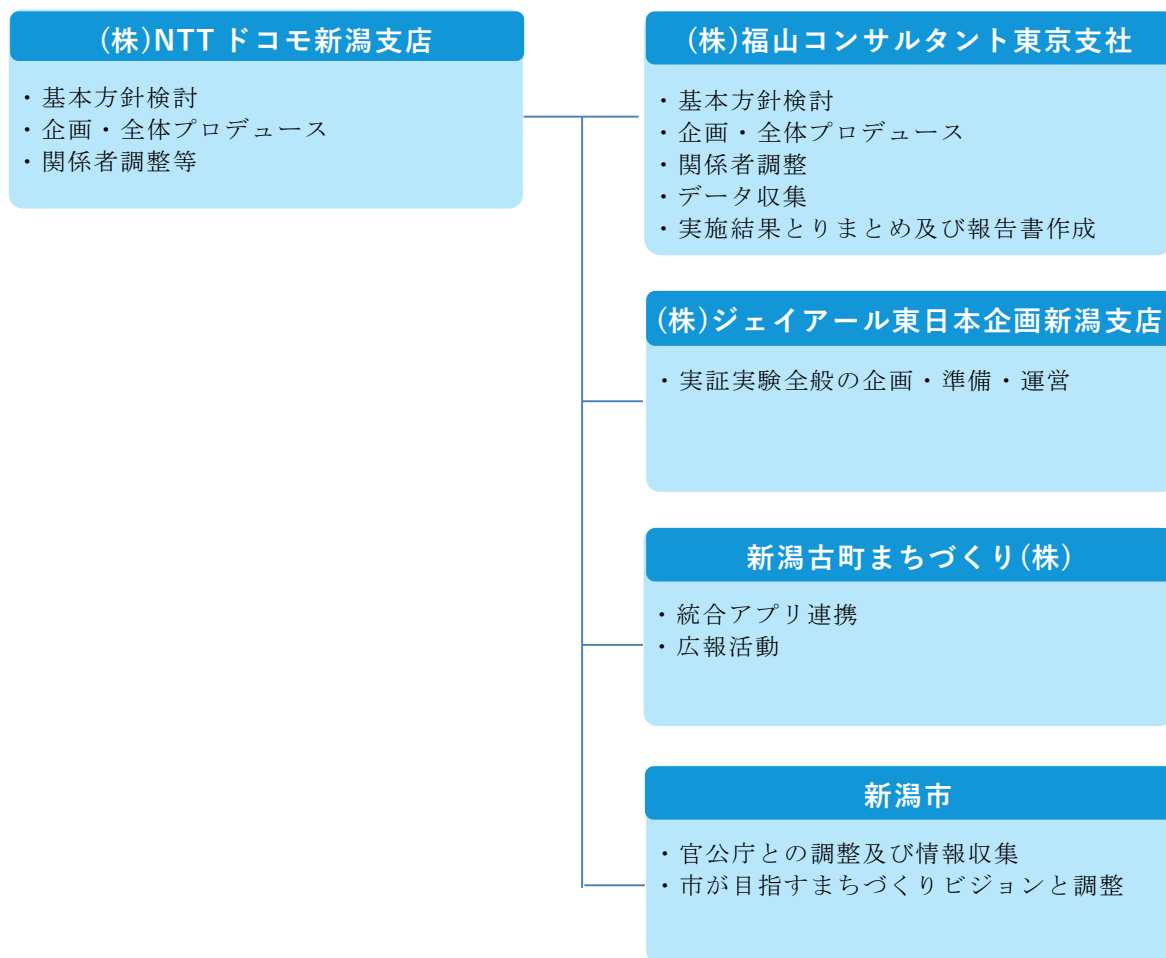 (株)NTTドコモ新潟支店
・基本方針検討
・企画・全体プロデュース
・関係者調整等
(株)福山コンサルタント東京支社
・基本方針検討
・企画・全体プロデュース
・関係者調整
・データ収集
・実施結果とりまとめ及び報告書作成
(株)ジェイアール東日本企画新潟支店
・実証実験全般の企画・準備・運営
新潟古町まちづくり(株)
・統合アプリ連携
・広報活動
新潟市
・官公庁との調整及び情報収集
・市が目指すまちづくりビジョンと調整